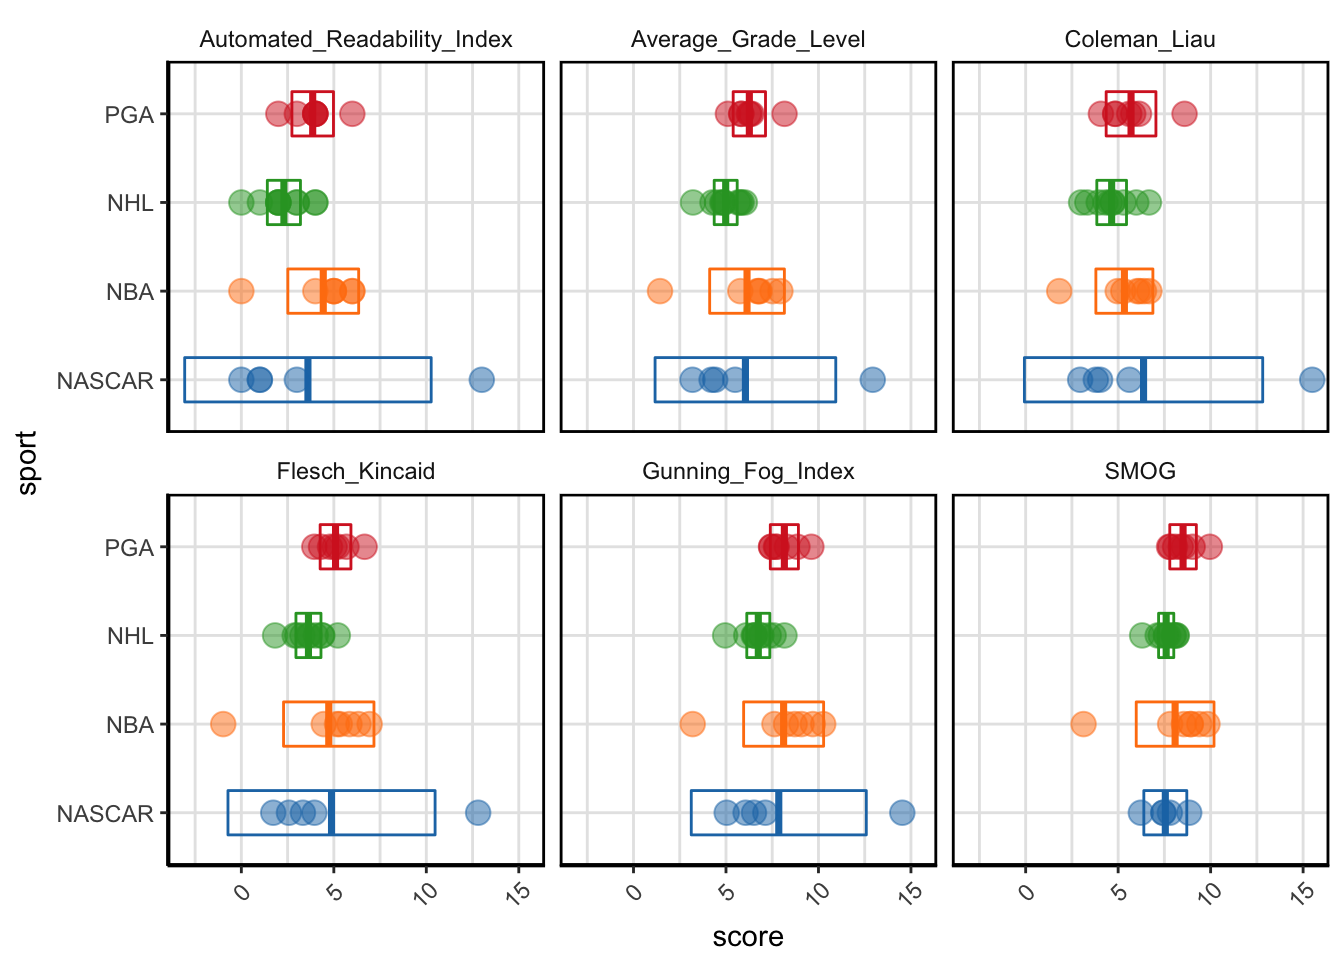 Automated_Readability_Index
Average_Grade_Level
Coleman_Liau
PGA
NHL
NBA
NASCAR
sport
Flesch_Kincaid
Gunning_Fog_Index
SMOG
PGA
NHL
NBA
NASCAR
0 5 10 15 0 5 10 15 0 5 10 15
score